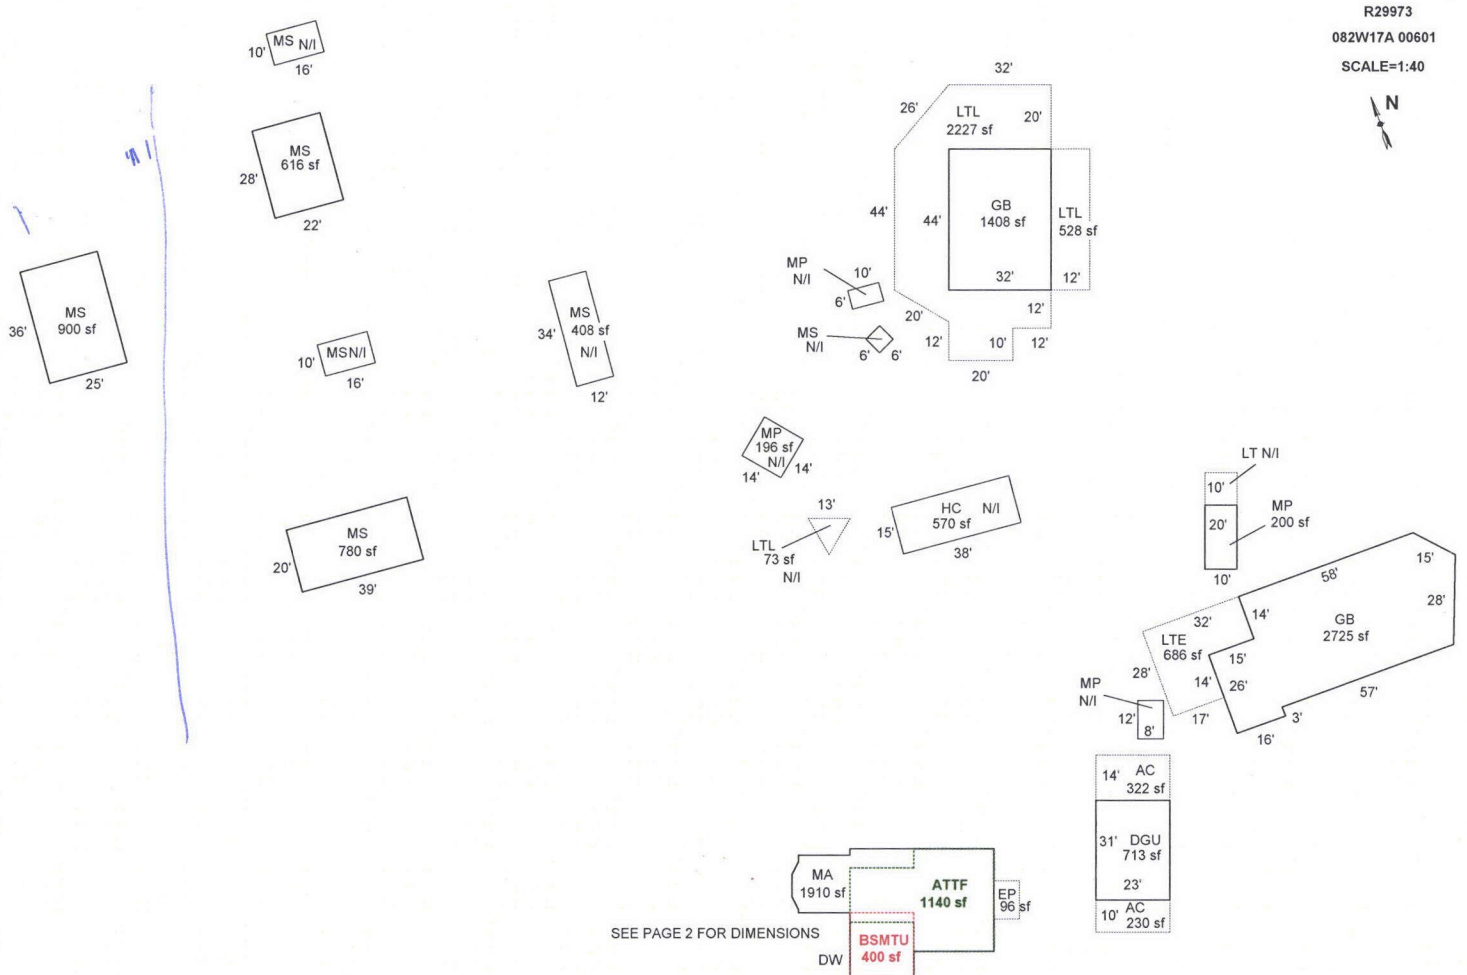 R29973
082W17A 00601
SCALE=1:40
N
10' MS N/I
16'
MS
616 sf
28'
22'
MS
900 sf
36'
25'
MS N/I
10'
16'
MS
408 sf
N/I
34'
12'
MS
780 sf
20'
39'
32'
26'
LTL
2227 sf
20'
44'
44'
GB
1408 sf
32'
LTL
528 sf
12'
12'
20'
12'
10'
12'
20'
MP
N/I
10'
6'
MS
N/I
6' 6'
MP
196 sf
N/I
14' 14'
13'
LTL
73 sf
N/I
HC N/I
570 sf
15'
38'
LT N/I
10'
MP
200 sf
20'
10'
58'
15'
28'
GB
2725 sf
14'
15'
26'
57'
3'
16'
32'
LTE
686 sf
28'
14'
17'
MP
N/I
12'
8'
14' AC
322 sf
31' DGU
713 sf
23'
10' AC
230 sf
MA
1910 sf
ATTF
1140 sf
EP
96 sf
SEE PAGE 2 FOR DIMENSIONS
BSMTU
400 sf
DW